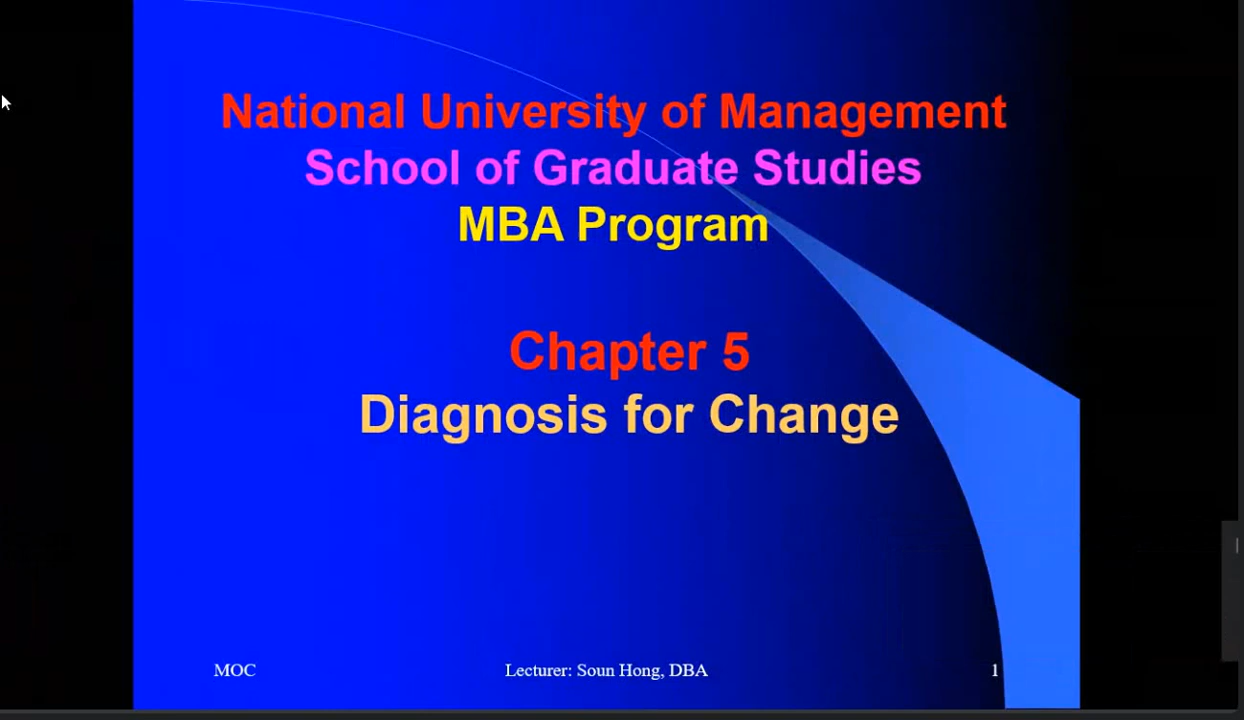 National University of Management
School of Graduate Studies
MBA Program
Chapter 5
Diagnosis for Change
MOC
Lecturer: Soun Hong, DBA
1